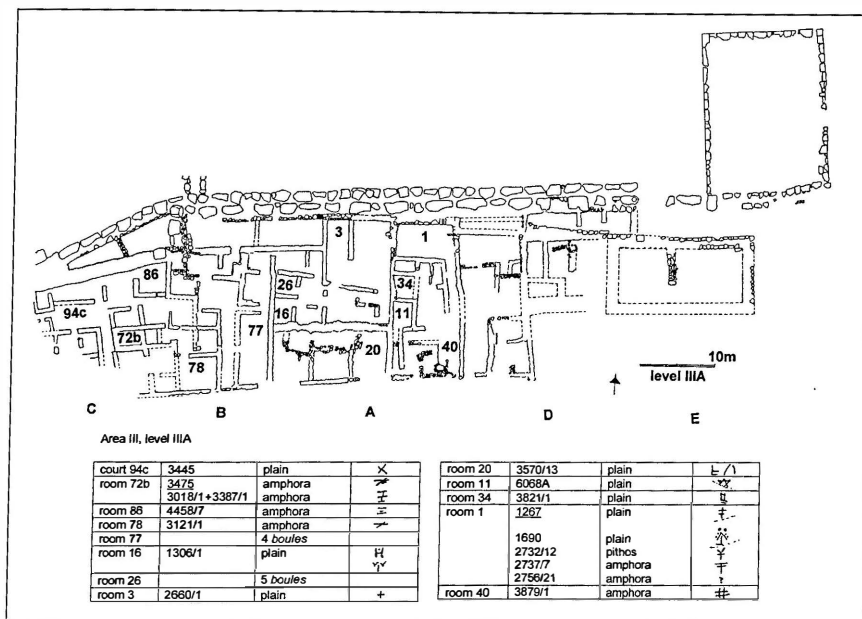 3
1
86
26
34
94c
16
11
77
72b
20
40
78
10m
level IIIA
C
B
A
D
E
Area III, level IIIA
court 94c 3445 plain
room 72b 3475 amphora
3018/1+3387/1 amphora
room 86 4458/7 amphora
room 78 3121/1 amphora
room 77 4 boules
room 16 1306/1 plain
room 26 5 boules
room 3 2660/1 plain +
room 20 3570/13 plain
room 11 6068A plain
room 34 3821/1 plain
room 1 1267 plain
1690 plain
2732/12 pithos
2737/7 amphora
2756/21 amphora
room 40 3879/1 amphora